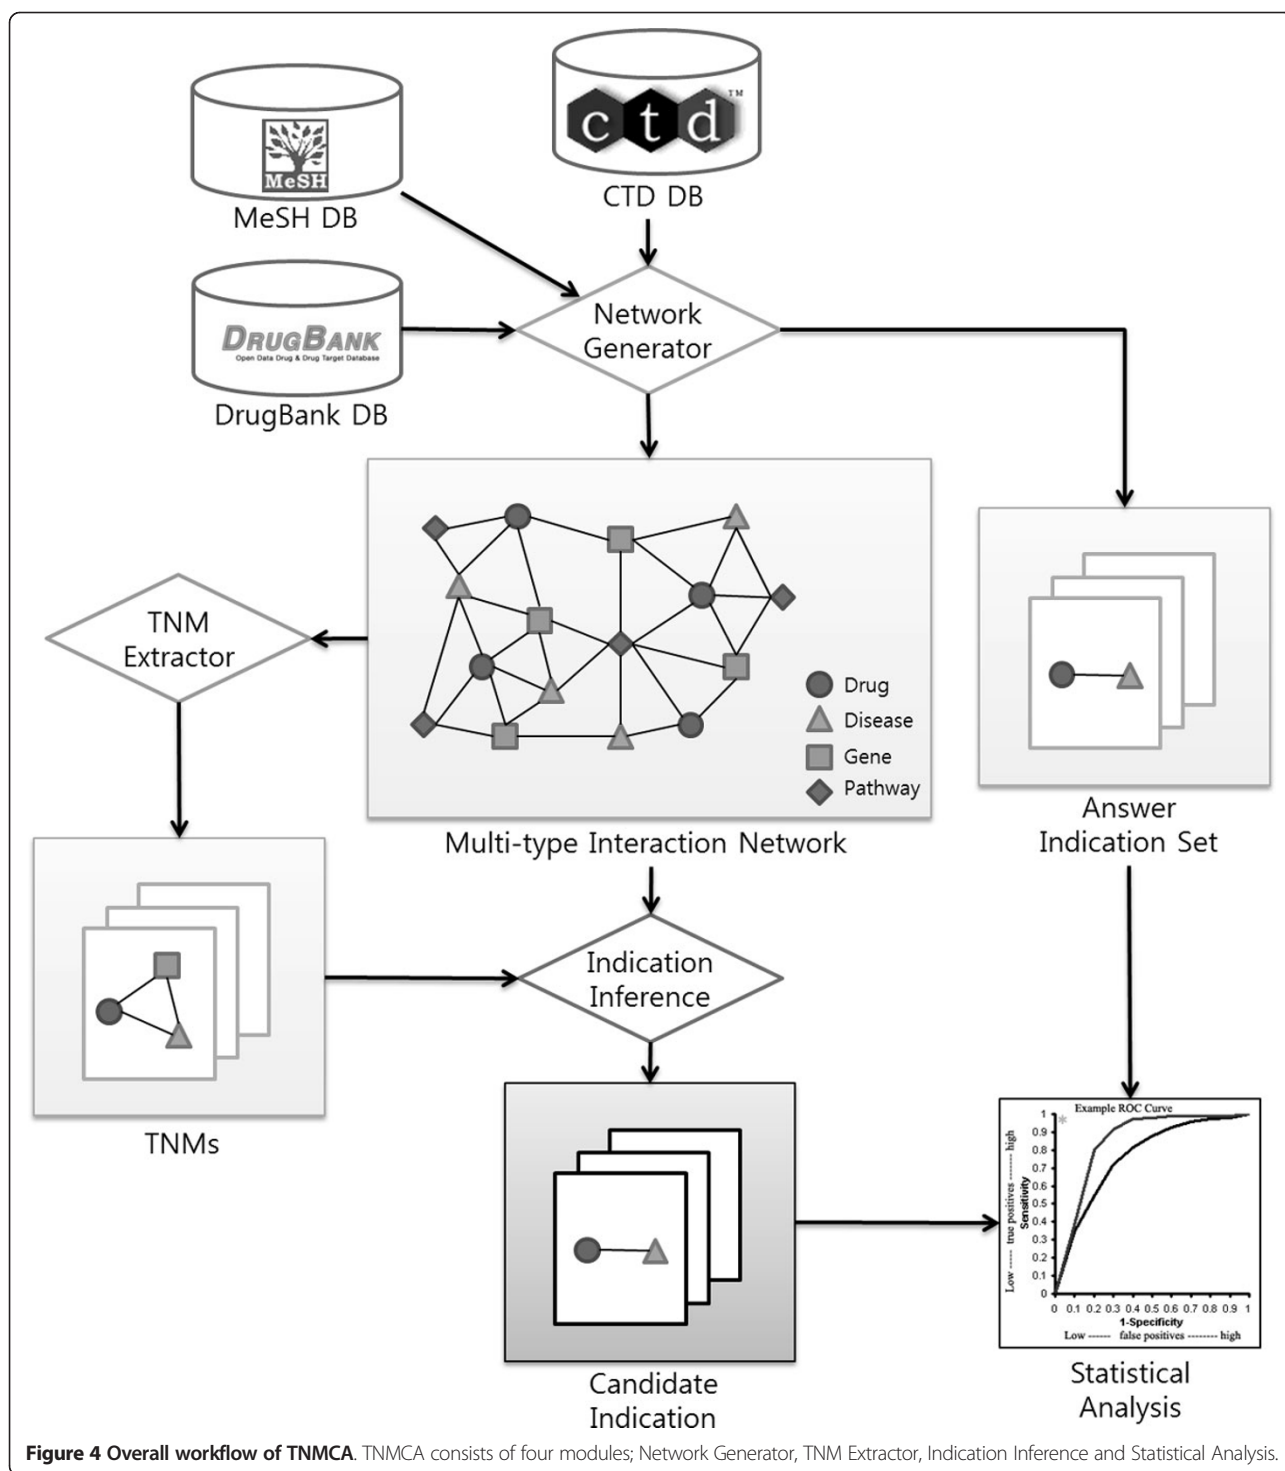 ctd™
MeSH
CTD DB
MeSH DB
DRUGBANK
Open Data Drug & Drug Target Database
DrugBank DB
Network
Generator
TNM
Extractor
Drug
Disease
Gene
Pathway
Multi-type Interaction Network
Answer
Indication Set
Indication
Inference
TNMs
Example ROC Curve
Low ----- true positives ------- high
Sensitivity
1
0.9
0.8
0.7
0.6
0.5
0.4
0.3
0.2
0.1
0
0 0.1 0.2 0.3 0.4 0.5 0.6 0.7 0.8 0.9 1
1-Specificity
Low ------ false positives -------- high
Candidate
Indication
Statistical
Analysis
Figure 4 Overall workflow of TNMCA. TNMCA consists of four modules; Network Generator, TNM Extractor, Indication Inference and Statistical Analysis.